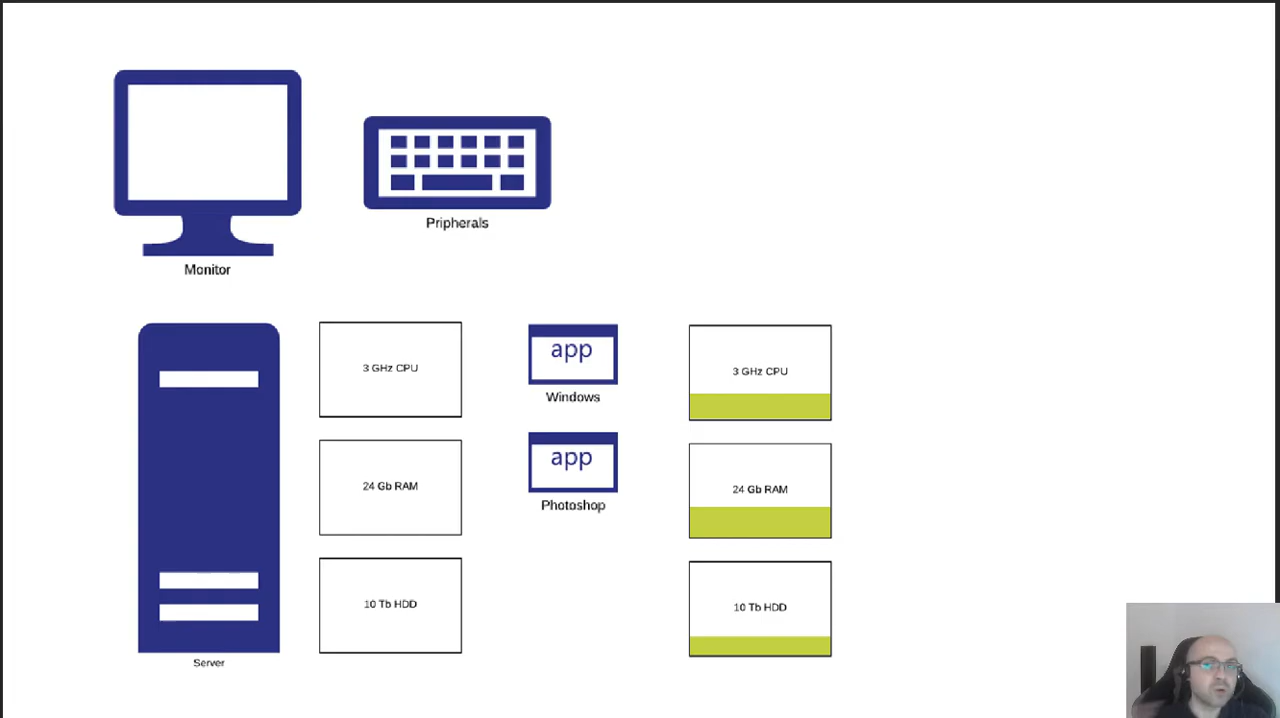 Monitor
Pripherals
3 GHz CPU
app
Windows
3 GHz CPU
24 Gb RAM
app
Photoshop
24 Gb RAM
10 Tb HDD
10 Tb HDD
Server